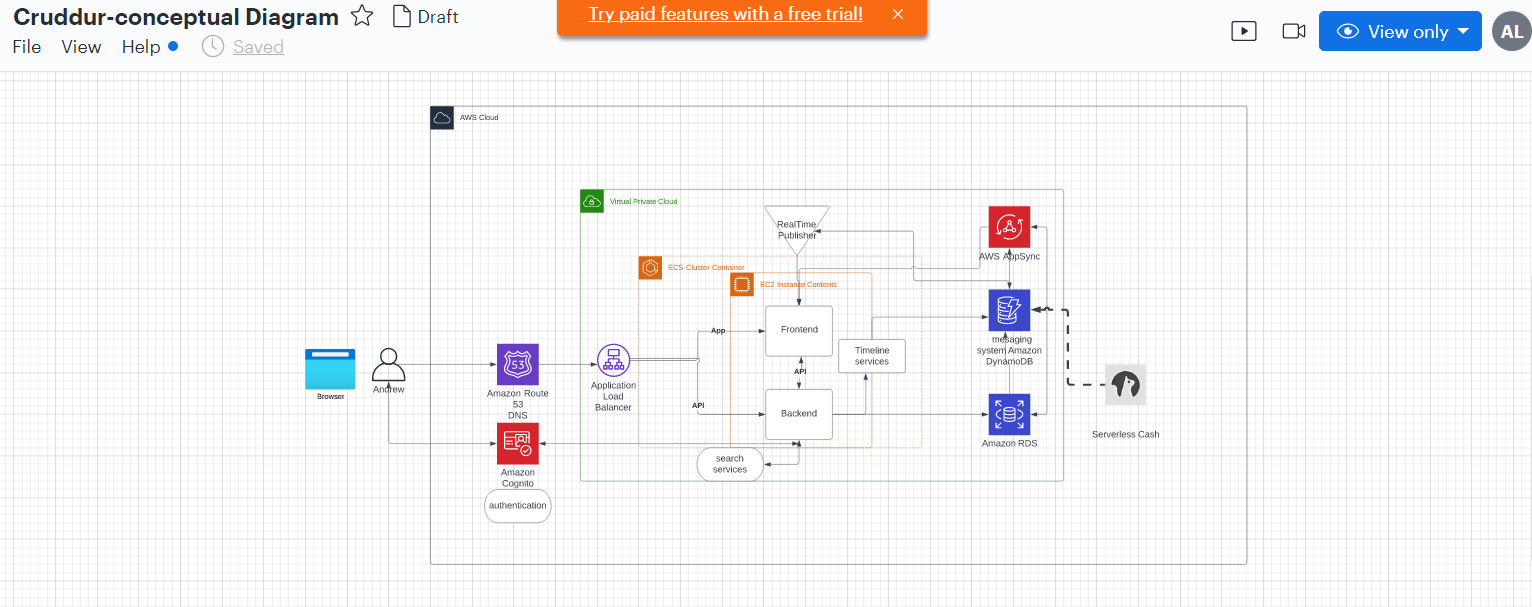 Cruddur-conceptual Diagram
Draft
Try paid features with a free trial!
File View Help
Saved
View only
AL
AWS Cloud
Virtual Private Cloud
RealTime
Publisher
AWS AppSync
ECS Cluster Container
EC2 Instance Contents
App
Frontend
53
mesaging
system Amazon
DynamoDB
Timeline
services
API
Andrew
Browser
Amazon Route
53
DNS
Application
Load
Balancer
API
Backend
Serverless Cash
Amazon RDS
search
services
Amazon
Cognito
authentication